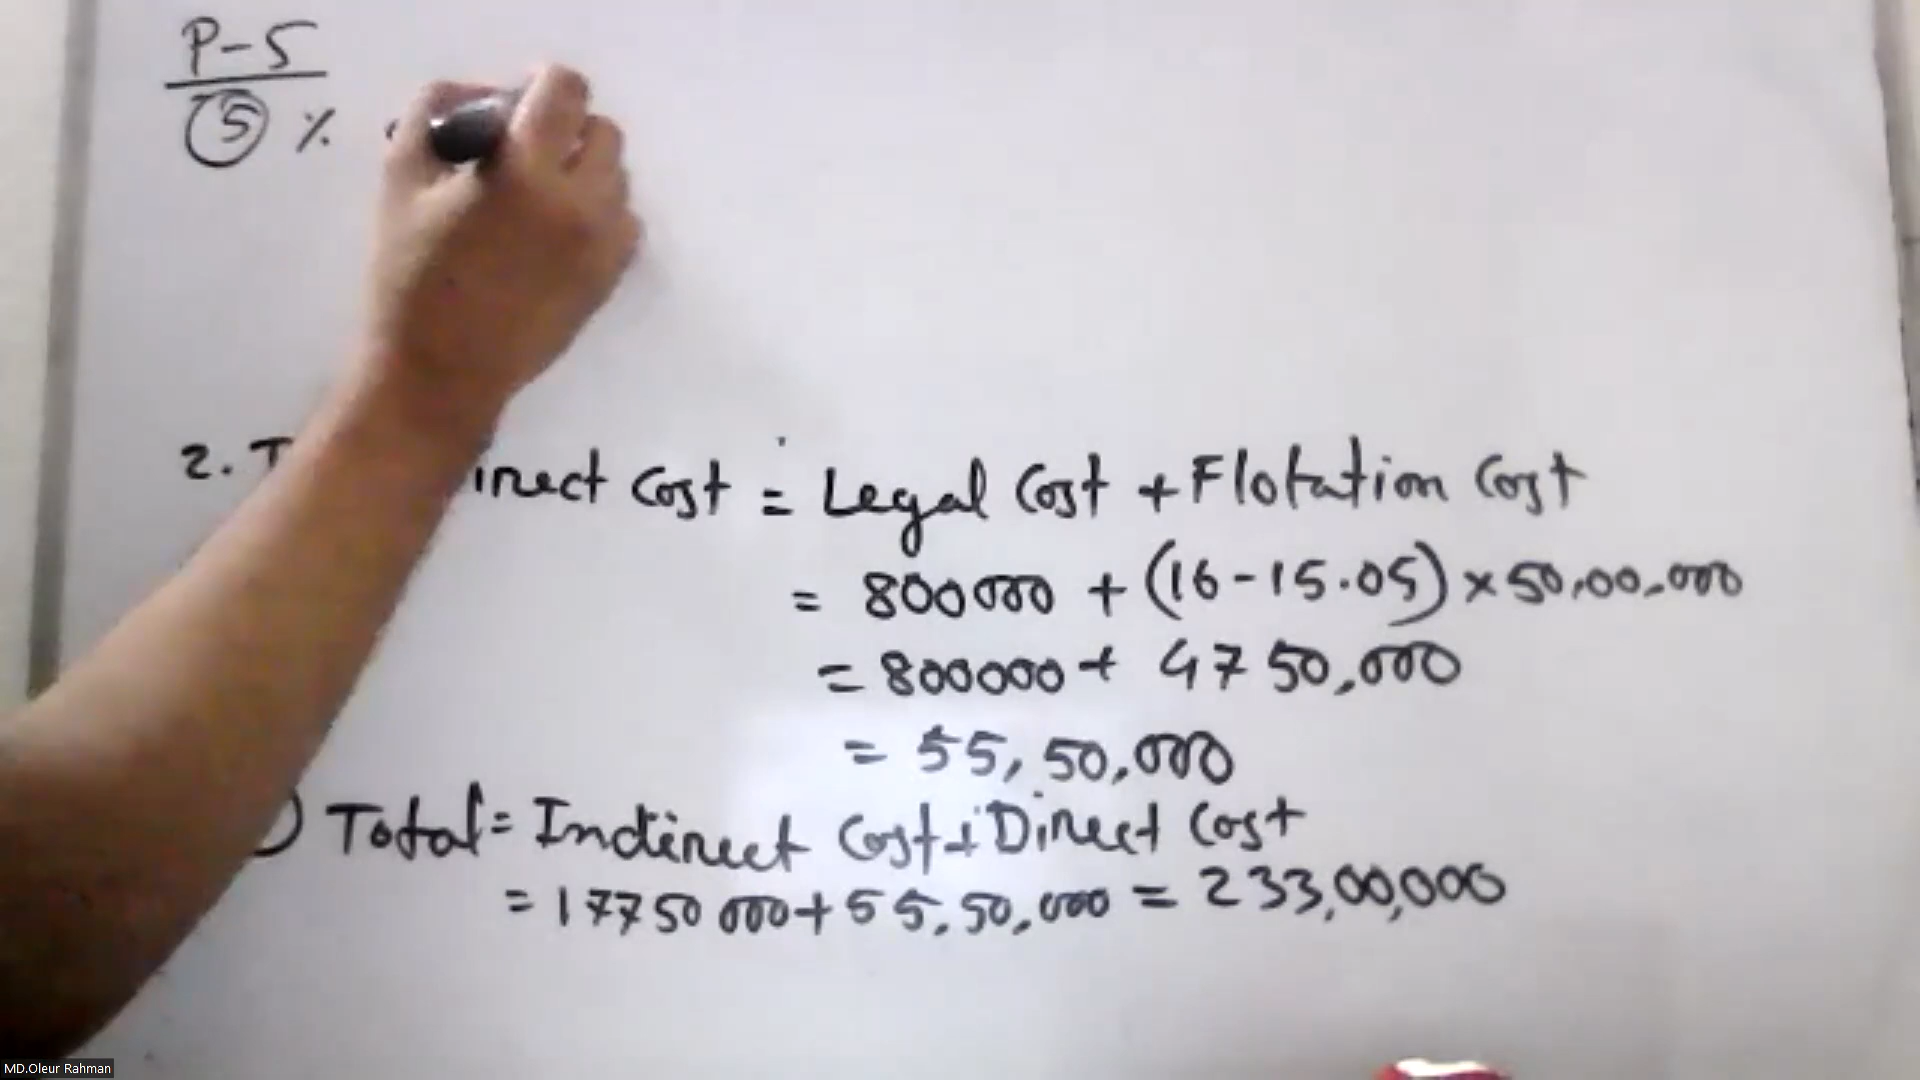 P-5
5 %
2. Direct Cost = Legal Cost + Flotation Cost
= 800000 + (16-15.05) × 50,00,000
= 800000 + 4750,000
= 55,50,000
) Total = Indirect Cost + Direct Cost
= 17750000 + 55,50,000 = 233,00,000
MD.Oleur Rahman